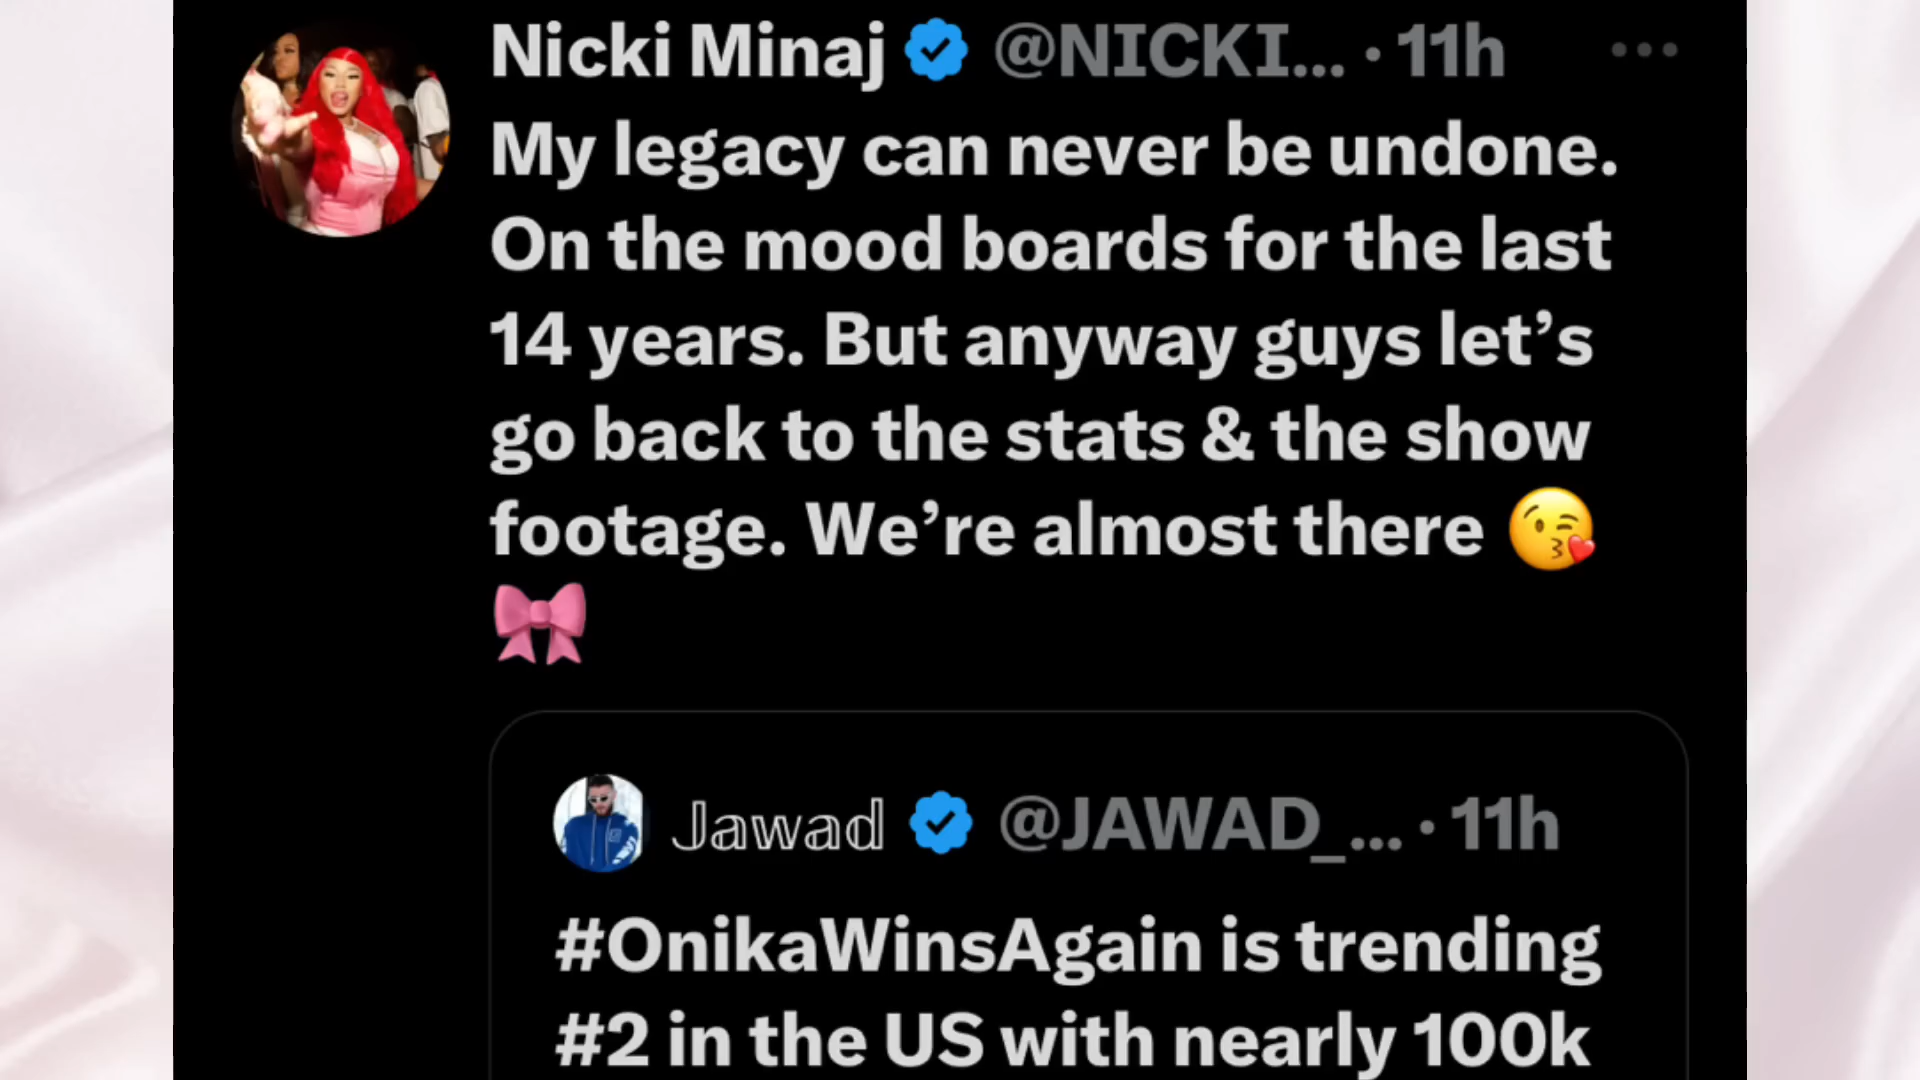 Nicki Minaj @NICKI... · 11h
My legacy can never be undone.
On the mood boards for the last
14 years. But anyway guys let’s
go back to the stats & the show
footage. We’re almost there 😘
🎀
Jawad @JAWAD_... · 11h
#OnikaWinsAgain is trending
#2 in the US with nearly 100k